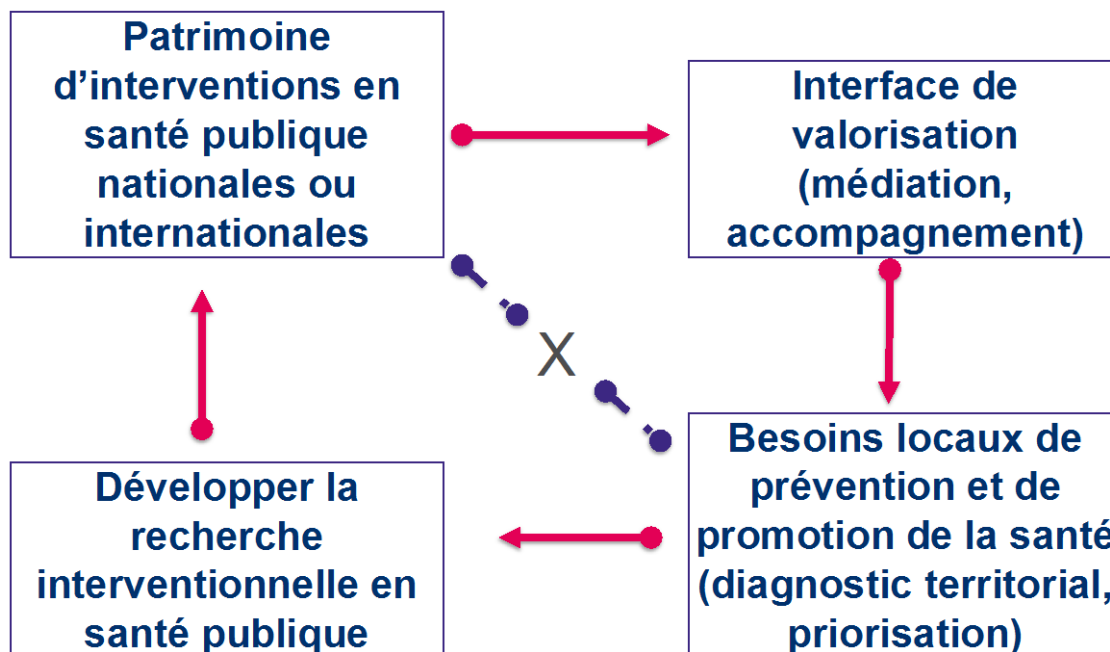 Patrimoine
d'interventions en
santé publique
nationales ou
internationales
Interface de
valorisation
(médiation,
accompagnement)
X
Développer la
recherche
interventionnelle en
santé publique
Besoins locaux de
prévention et de
promotion de la santé
(diagnostic territorial,
priorisation)